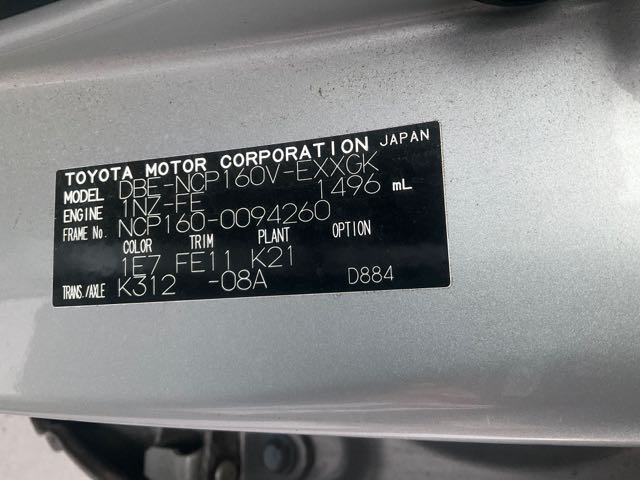 TOYOTA MOTOR CORPORATION JAPAN
MODEL DBE-NCP160V-EXXGK
ENGINE 1NZ-FE 1496 mL
FRAME No. NCP160-0094260
COLOR TRIM PLANT OPTION
1E7 FE11 K21
TRANS./AXLE K312 -08A D884